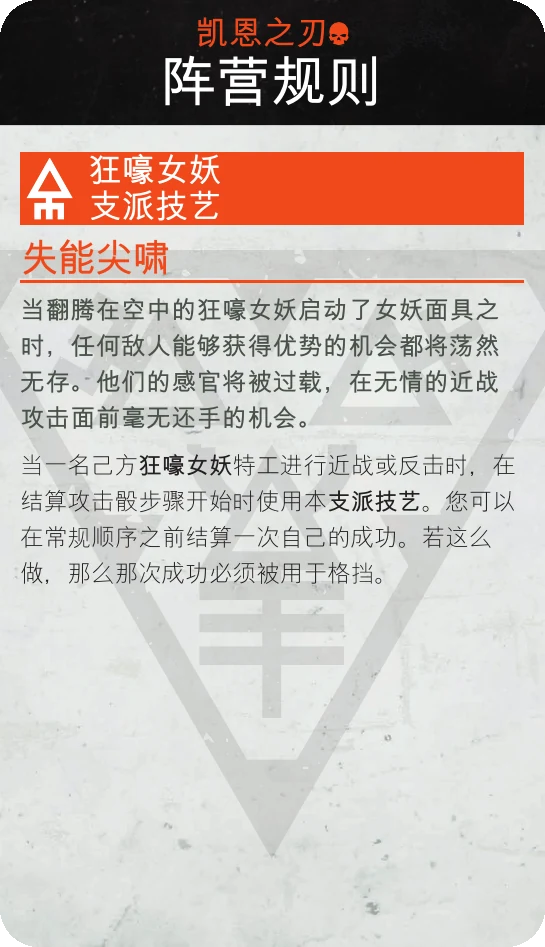 凯恩之刃
阵营规则
狂嚎女妖
支派技艺
失能尖啸
当翻腾在空中的狂嚎女妖启动了女妖面具之
时，任何敌人能够获得优势的机会都将荡然
无存。他们的感官将被过载，在无情的近战
攻击面前毫无还手的机会。
当一名己方狂嚎女妖特工进行近战或反击时，在
结算攻击骰步骤开始时使用本支派技艺。您可以
在常规顺序之前结算一次自己的成功。若这么
做，那么那次成功必须被用于格挡。